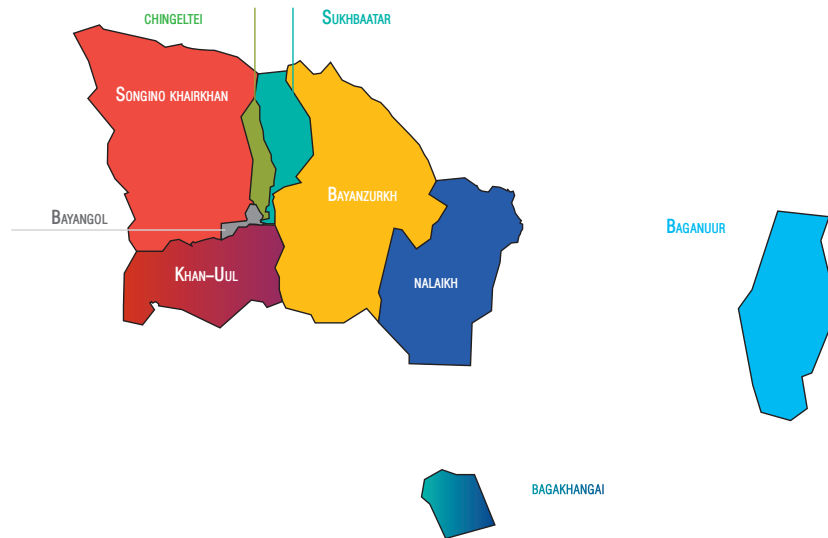 CHINGELTEI
SUKHBAATAR
SONGINO KHAIRKHAN
BAYANZURKH
BAYANGOL
BAGANUUR
KHAN-UUL
NALAIKH
BAGAKHANGAI